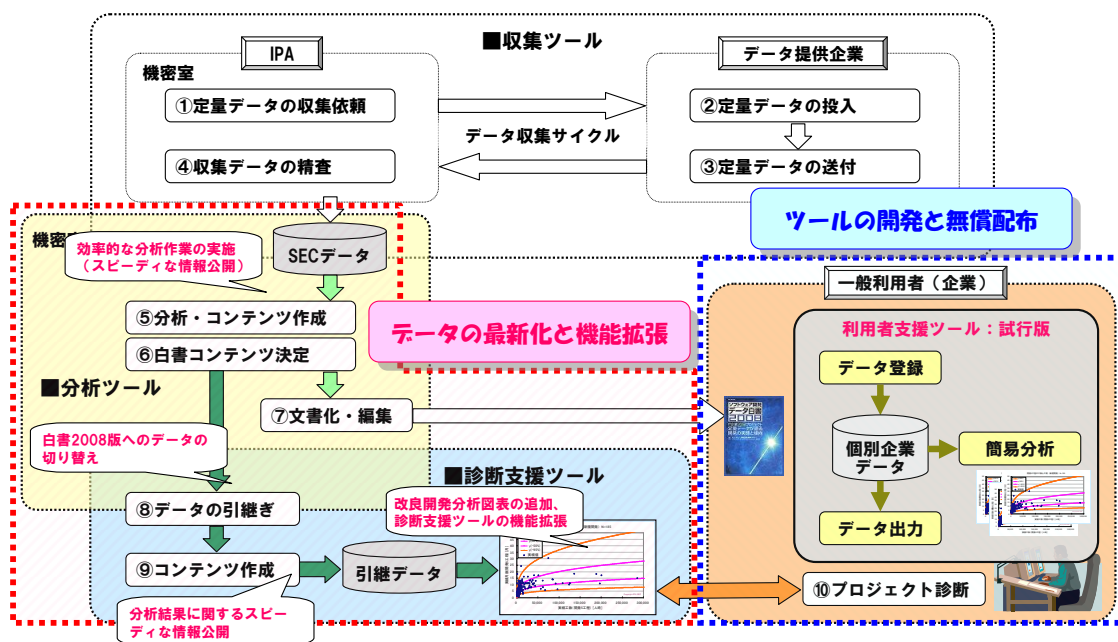 ■収集ツール
IPA
データ提供企業
機密室
①定量データの収集依頼
②定量データの投入
データ収集サイクル
④収集データの精査
③定量データの送付
ツールの開発と無償配布
機密
効率的な分析作業の実施
(スピーディな情報公開)
SECデータ
一般利用者(企業)
⑤分析・コンテンツ作成
データの最新化と機能拡張
利用者支援ツール:試行版
⑥白書コンテンツ決定
データ登録
■分析ツール
⑦文書化・編集
ソフトウェア開発
データ白書
2008
個別企業
データ
簡易分析
白書2008版へのデータの
切り替え
■診断支援ツール
⑧データの引継ぎ
改良開発分析図表の追加、
診断支援ツールの機能拡張
データ出力
⑨コンテンツ作成
引継データ
⑩プロジェクト診断
分析結果に関するスピー
ディな情報公開